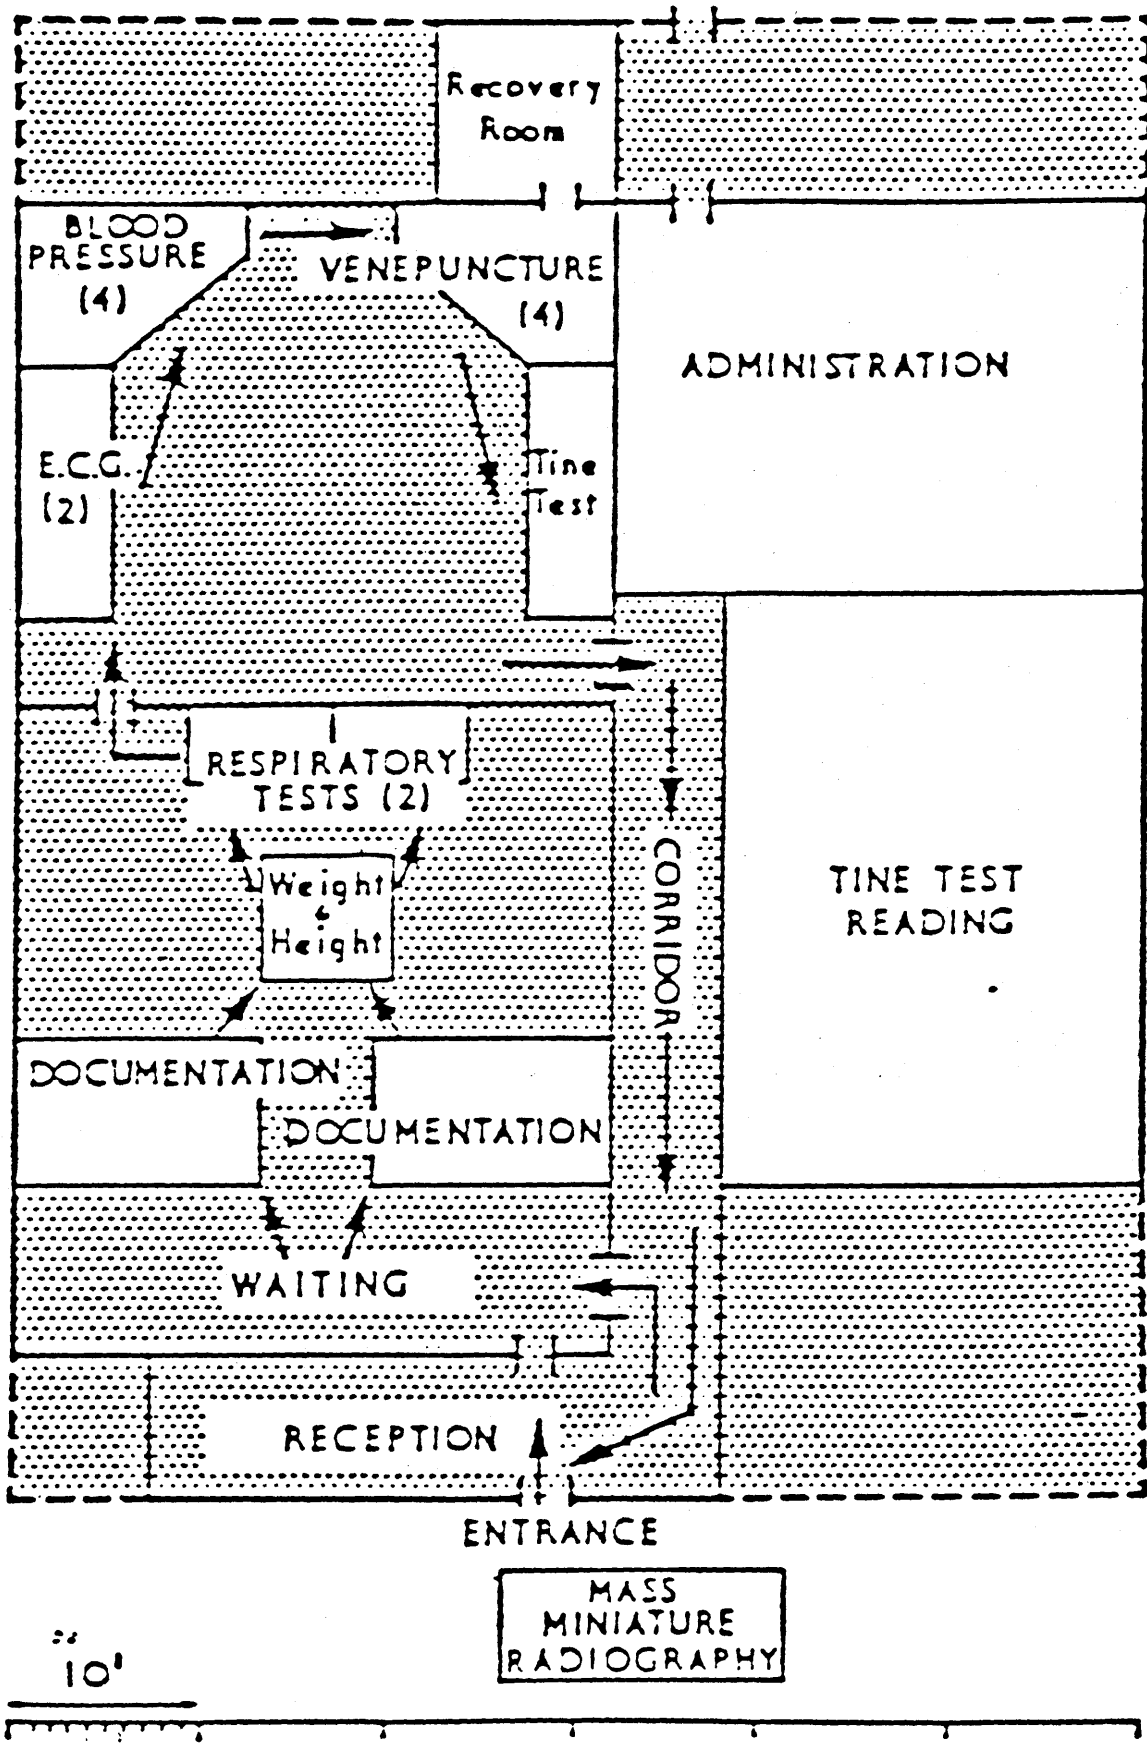 Recovery
Room
BLOOD
PRESSURE
(4)
VENEPUNCTURE
(4)
ADMINISTRATION
E.C.G.
(2)
Tine
Test
RESPIRATORY
TESTS (2)
Weight
&
Height
CORRIDOR
TINE TEST
READING
DOCUMENTATION
DOCUMENTATION
WAITING
RECEPTION
ENTRANCE
MASS
MINIATURE
RADIOGRAPHY
10'